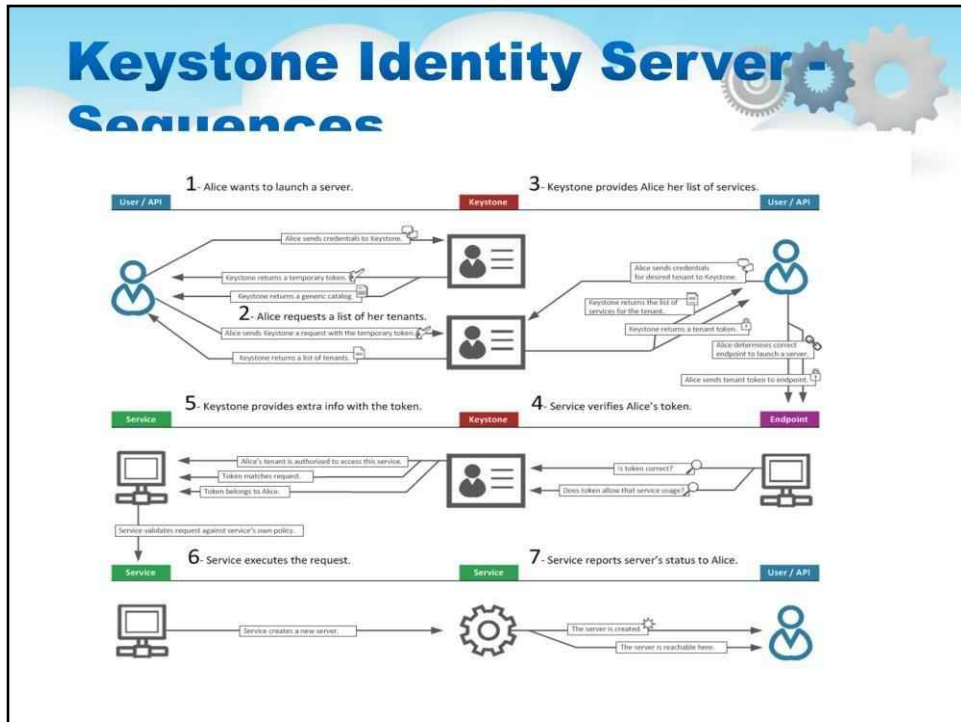 Keystone Identity Server -
Sequences
1- Alice wants to launch a server.
3- Keystone provides Alice her list of services.
User / API
Keystone
User / API
Alice sends credentials to Keystone.
Keystone returns a temporary token.
Keystone returns a generic catalog.
Alice sends credentials
for desired tenant to Keystone.
Keystone returns the list of
services for the tenant.
Keystone returns a tenant token.
2- Alice requests a list of her tenants.
Alice sends Keystone a request with the temporary token.
Keystone returns a list of tenants.
Alice determines correct
endpoint to launch a server.
Alice sends tenant token to endpoint.
5- Keystone provides extra info with the token.
4- Service verifies Alice's token.
Service
Keystone
Endpoint
Alice's tenant is authorized to access this service.
Token matches request.
Token belongs to Alice.
Is token correct?
Does token allow that service usage?
Service validates request against service's own policy.
6- Service executes the request.
7- Service reports server's status to Alice.
Service
Service
User / API
Service creates a new server.
The server is created.
The server is reachable here.